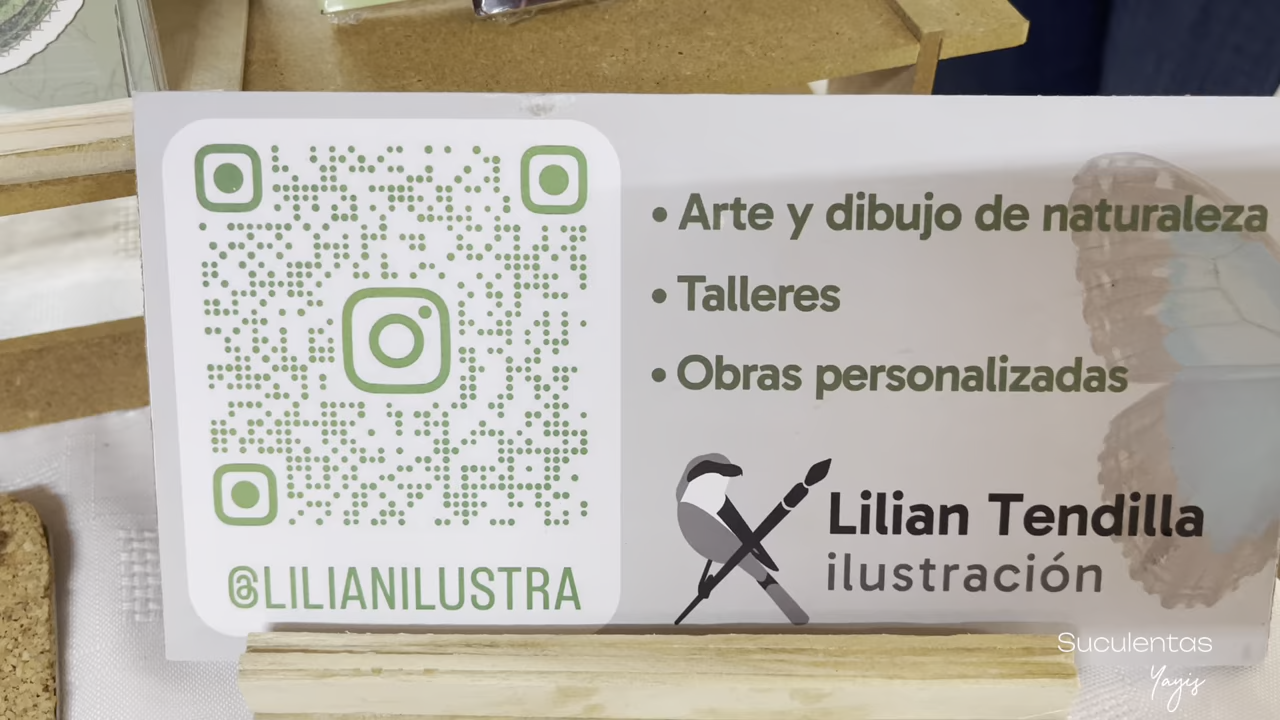 • Arte y dibujo de naturaleza
• Talleres
• Obras personalizadas
Lilian Tendilla
ilustración
@LILIANILUSTRA
Suculentas
Yayis